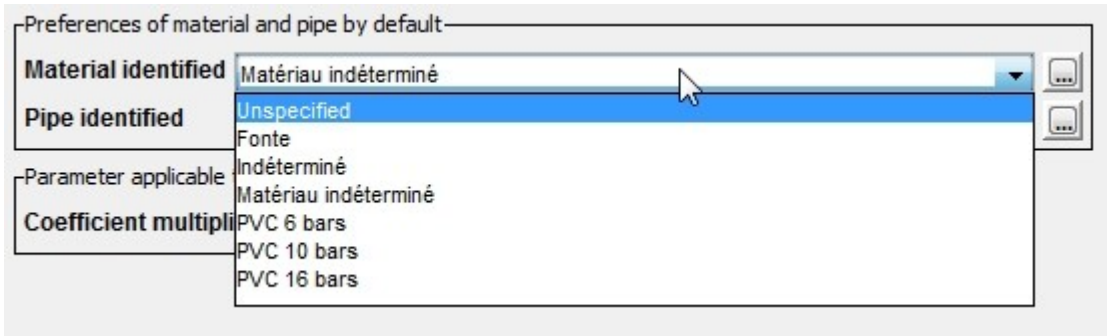 Preferences of material and pipe by default
Material identified Matériau indéterminé ...
Unspecified
Pipe identified ...
Fonte
Indéterminé
Parameter applicable
Matériau indéterminé
Coefficient multipli
PVC 6 bars
PVC 10 bars
PVC 16 bars